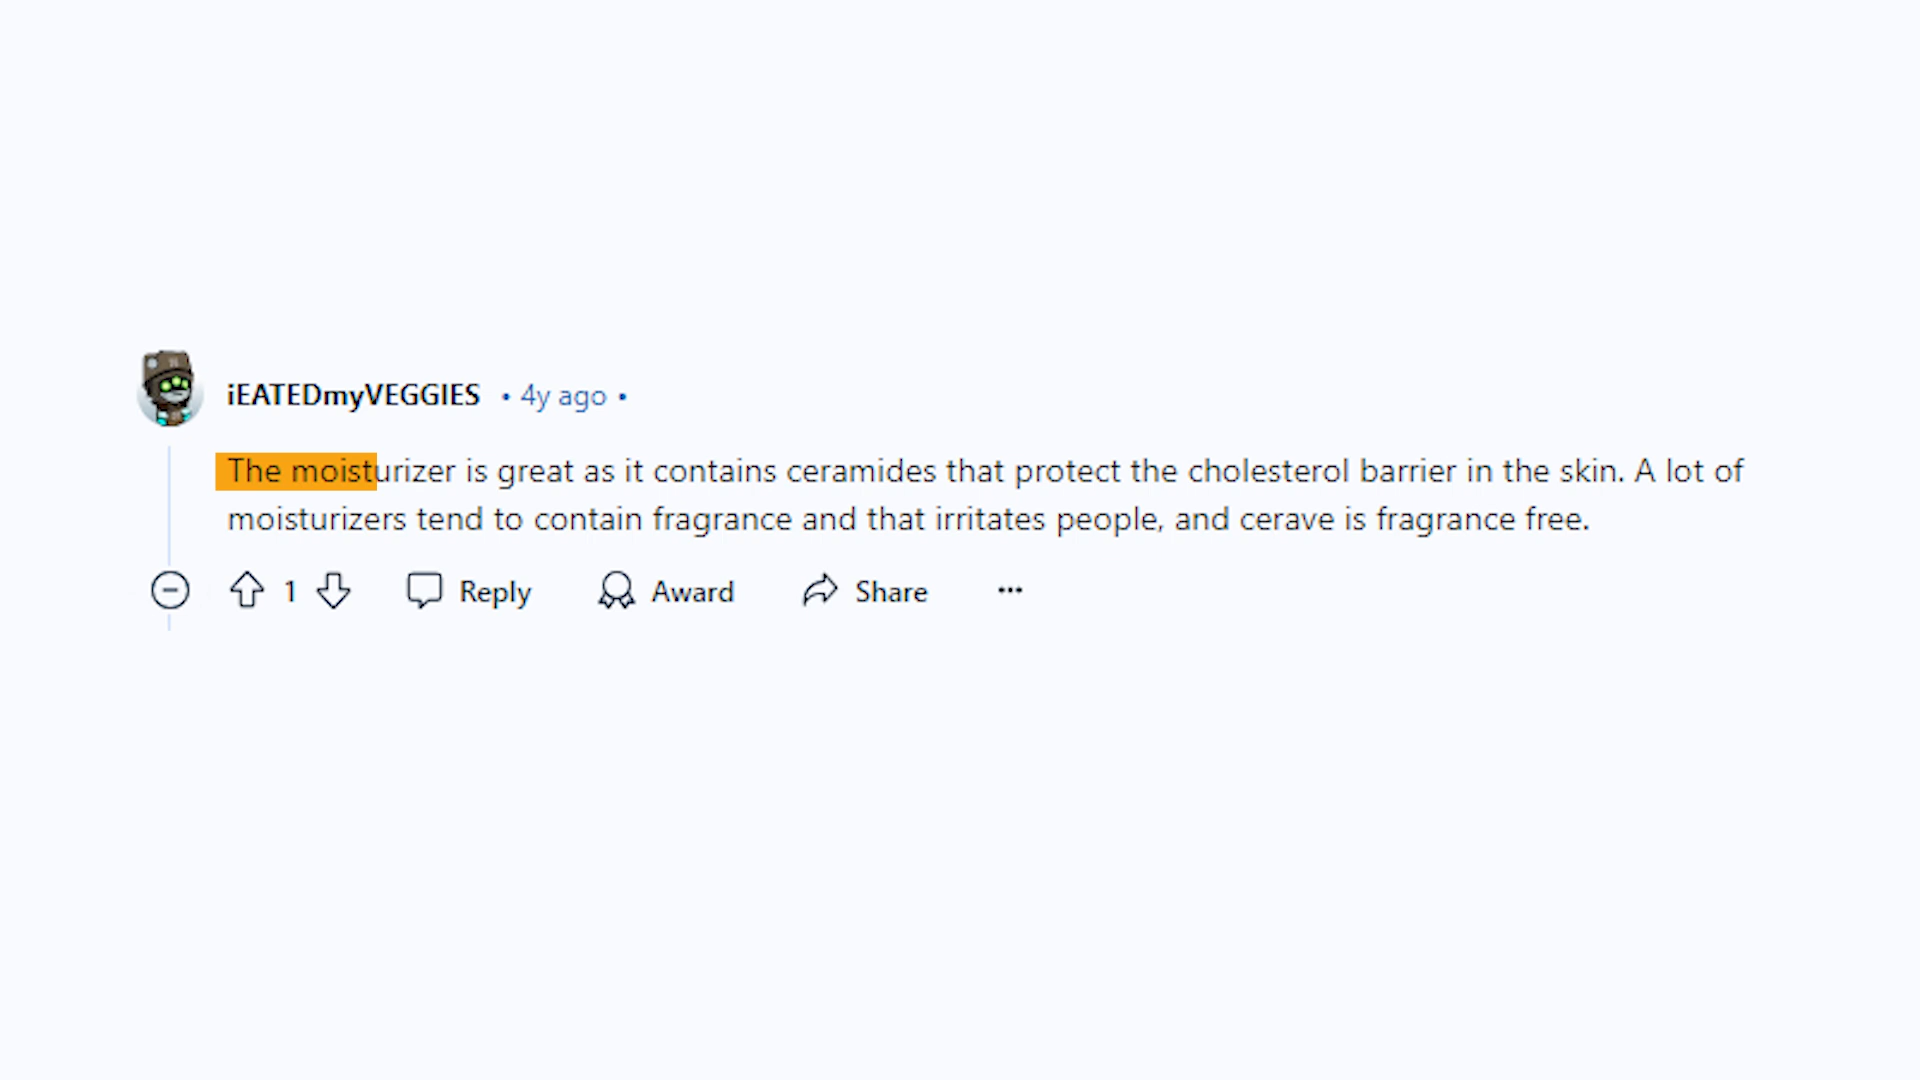 iEATEDmyVEGGIES • 4y ago •
The moisturizer is great as it contains ceramides that protect the cholesterol barrier in the skin. A lot of
moisturizers tend to contain fragrance and that irritates people, and cerave is fragrance free.
1 Reply Award Share ...